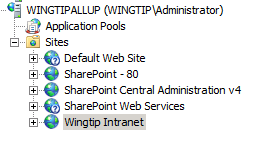 WINGTIPALLUP (WINGTIP\Administrator)
Application Pools
Sites
Default Web Site
SharePoint - 80
SharePoint Central Administration v4
SharePoint Web Services
Wingtip Intranet